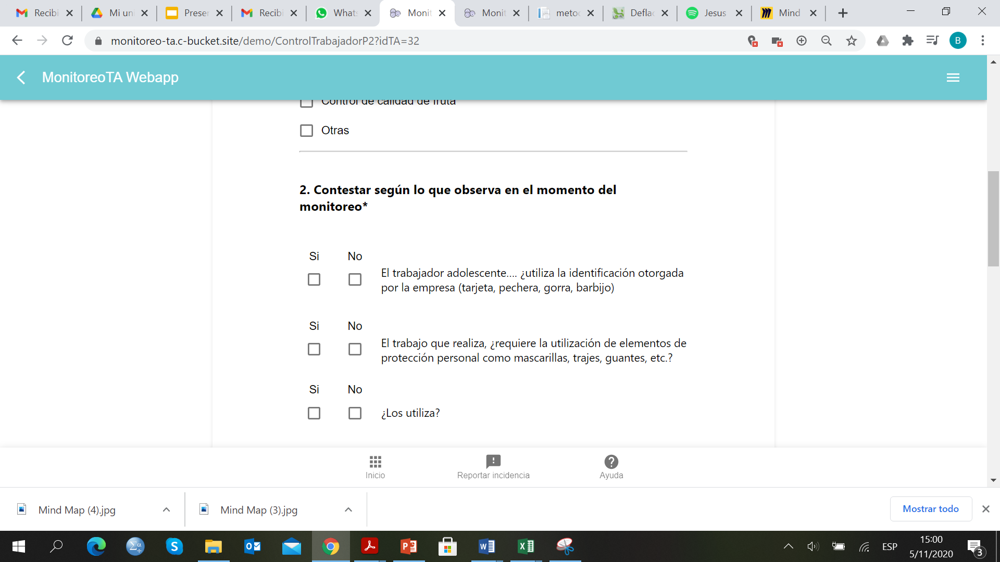 Recibi
Mi uni
Preser
Recibi
Whats
Monit
Monit
metoc
Deflac
Jesus
Mind
monitoreo-ta.c-bucket.site/demo/ControlTrabajadorP2?idTA=32
B
MonitoreoTA Webapp
Control de calidad de fruta
Otras
2. Contestar según lo que observa en el momento del
monitoreo*
Si No
El trabajador adolescente.... ¿utiliza la identificación otorgada
por la empresa (tarjeta, pechera, gorra, barbijo)
Si No
El trabajo que realiza, ¿requiere la utilización de elementos de
protección personal como mascarillas, trajes, guantes, etc.?
Si No
¿Los utiliza?
Inicio
Reportar incidencia
Ayuda
Mind Map (4).jpg
Mind Map (3).jpg
Mostrar todo
ESP
15:00
5/11/2020
3